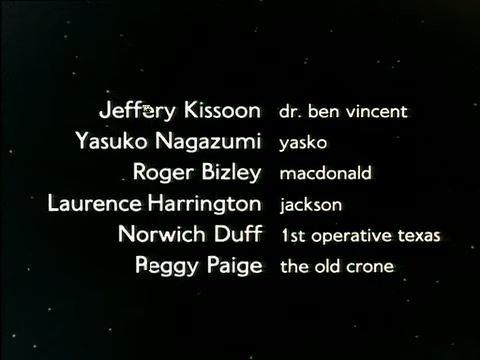 Jeffery Kissoon dr. ben vincent
Yasuko Nagazumi yasko
Roger Bizley macdonald
Laurence Harrington jackson
Norwich Duff 1st operative texas
Peggy Paige the old crone